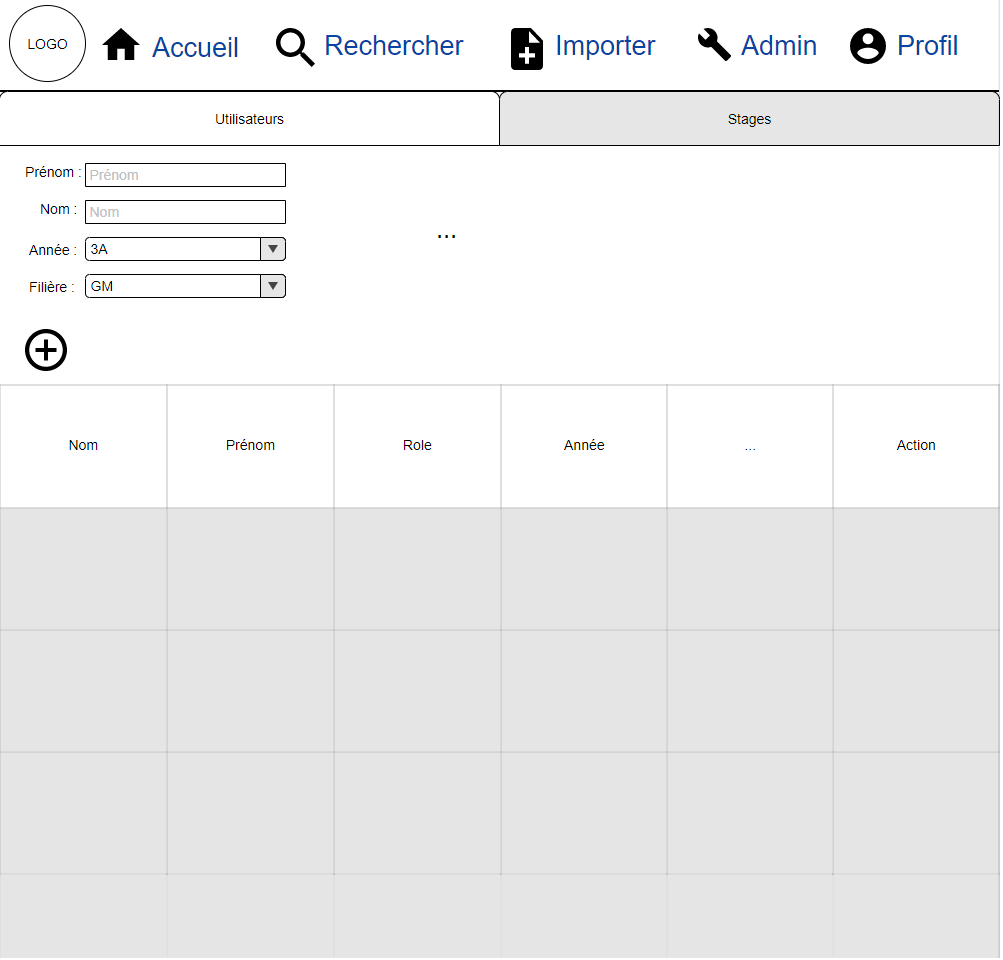 LOGO Accueil Rechercher Importer Admin Profil
Utilisateurs Stages
Prénom : Prénom
Nom : Nom
...
Année : 3A
Filière : GM
Nom Prénom Role Année ... Action